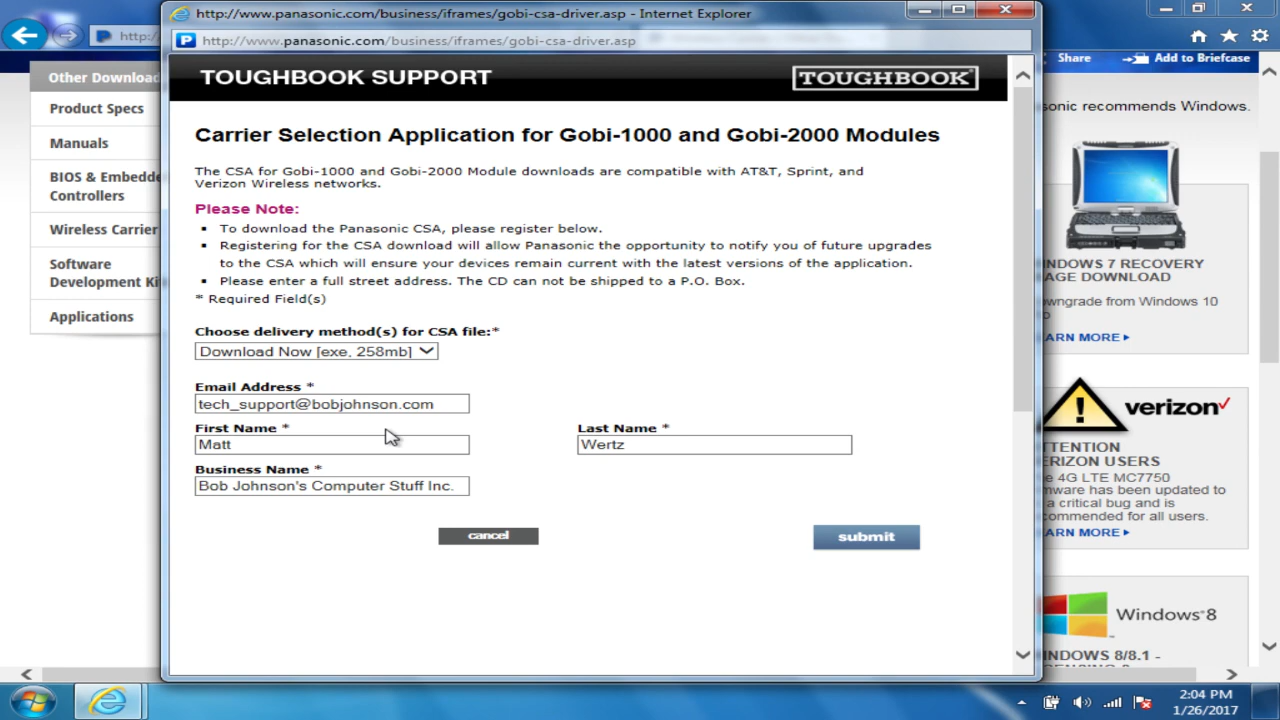 http://www.panasonic.com/business/iframes/gobi-csa-driver.asp - Internet Explorer
http://www.panasonic.com/business/iframes/gobi-csa-driver.asp
http:/
Share
Add to Briefcase
Other Download
Product Specs
Manuals
BIOS & Embedde
Controllers
Wireless Carrier
Software
Development Ki
Applications
TOUGHBOOK SUPPORT
TOUGHBOOK
Carrier Selection Application for Gobi-1000 and Gobi-2000 Modules
The CSA for Gobi-1000 and Gobi-2000 Module downloads are compatible with AT&T, Sprint, and
Verizon Wireless networks.
Please Note:
To download the Panasonic CSA, please register below.
Registering for the CSA download will allow Panasonic the opportunity to notify you of future upgrades
to the CSA which will ensure your devices remain current with the latest versions of the application.
Please enter a full street address. The CD can not be shipped to a P.O. Box.
* Required Field(s)
Choose delivery method(s) for CSA file:*
Download Now [exe, 258mb]
Email Address *
tech_support@bobjohnson.com
First Name *
Matt
Last Name *
Wertz
Business Name *
Bob Johnson's Computer Stuff Inc.
cancel
submit
sonic recommends Windows.
NDOWS 7 RECOVERY
AGE DOWNLOAD
wngrade from Windows 10
o
ARN MORE
verizon
TENTION
ERIZON USERS
e 4G LTE MC7750
mware has been updated to
a critical bug and is
commended for all users.
ARN MORE
Windows 8
NDOWS 8/8.1 -
2:04 PM
1/26/2017